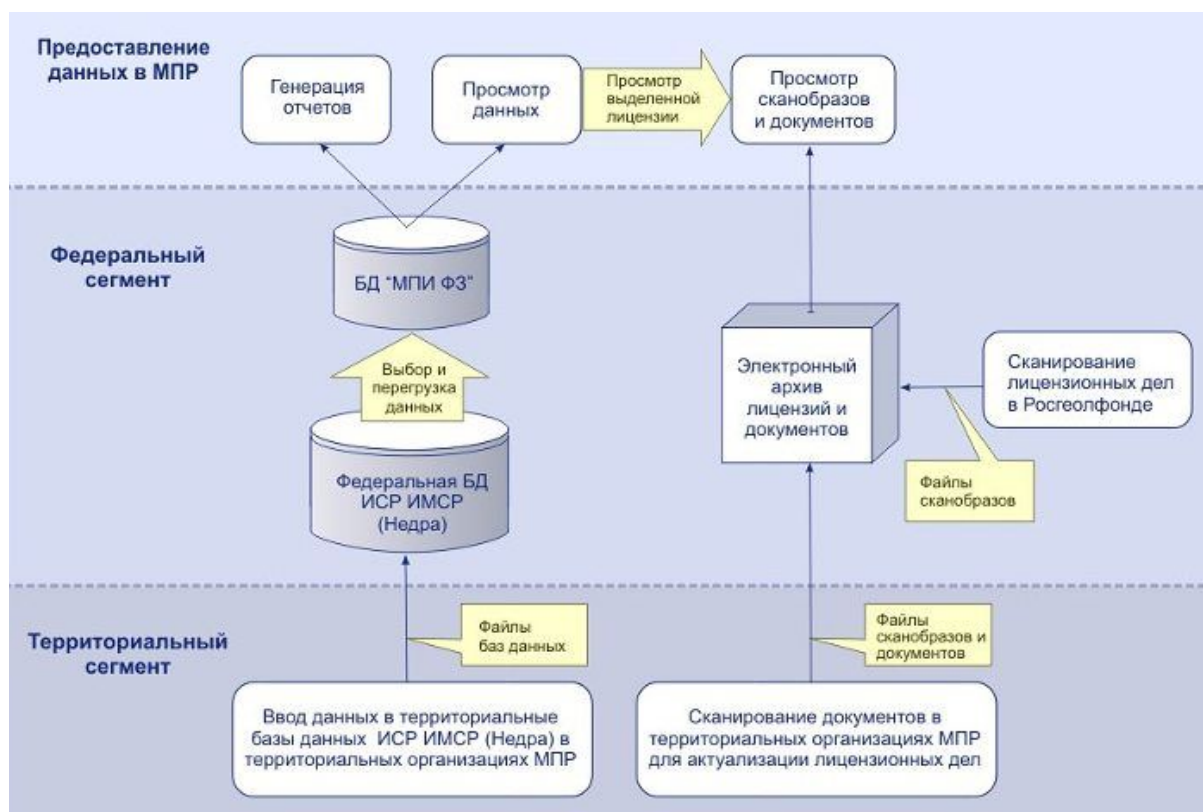 Предоставление
данных в МПР
Генерация
отчетов
Просмотр
данных
Просмотр
выделенной
лицензии
Просмотр
сканобразов
и документов
Федеральный
сегмент
БД "МПИ ФЗ"
Выбор и
перегрузка
данных
Федеральная БД
ИСР ИМСР
(Недра)
Электронный
архив
лицензий и
документов
Сканирование
лицензионных дел
в Росгеолфонде
Файлы
сканобразов
Территориальный
сегмент
Файлы
баз данных
Файлы
сканобразов и
документов
Ввод данных в территориальные
базы данных ИСР ИМСР (Недра) в
территориальных организациях МПР
Сканирование документов в
территориальных организациях МПР
для актуализации лицензионных дел